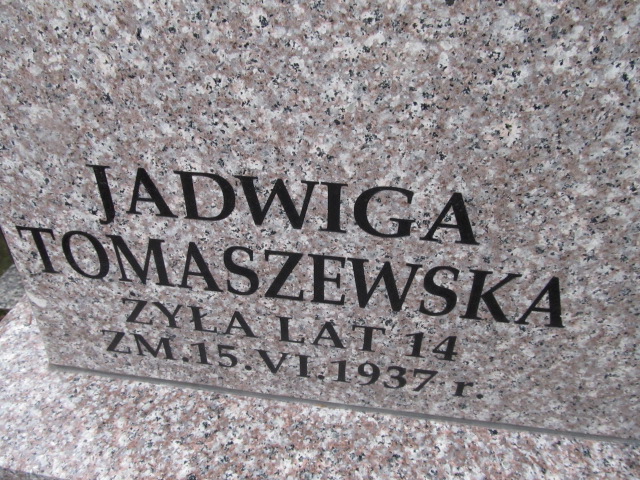 JADWIGA
TOMASZEWSKA
ŻYŁA LAT 14
ZM.15.VI.1937 r.